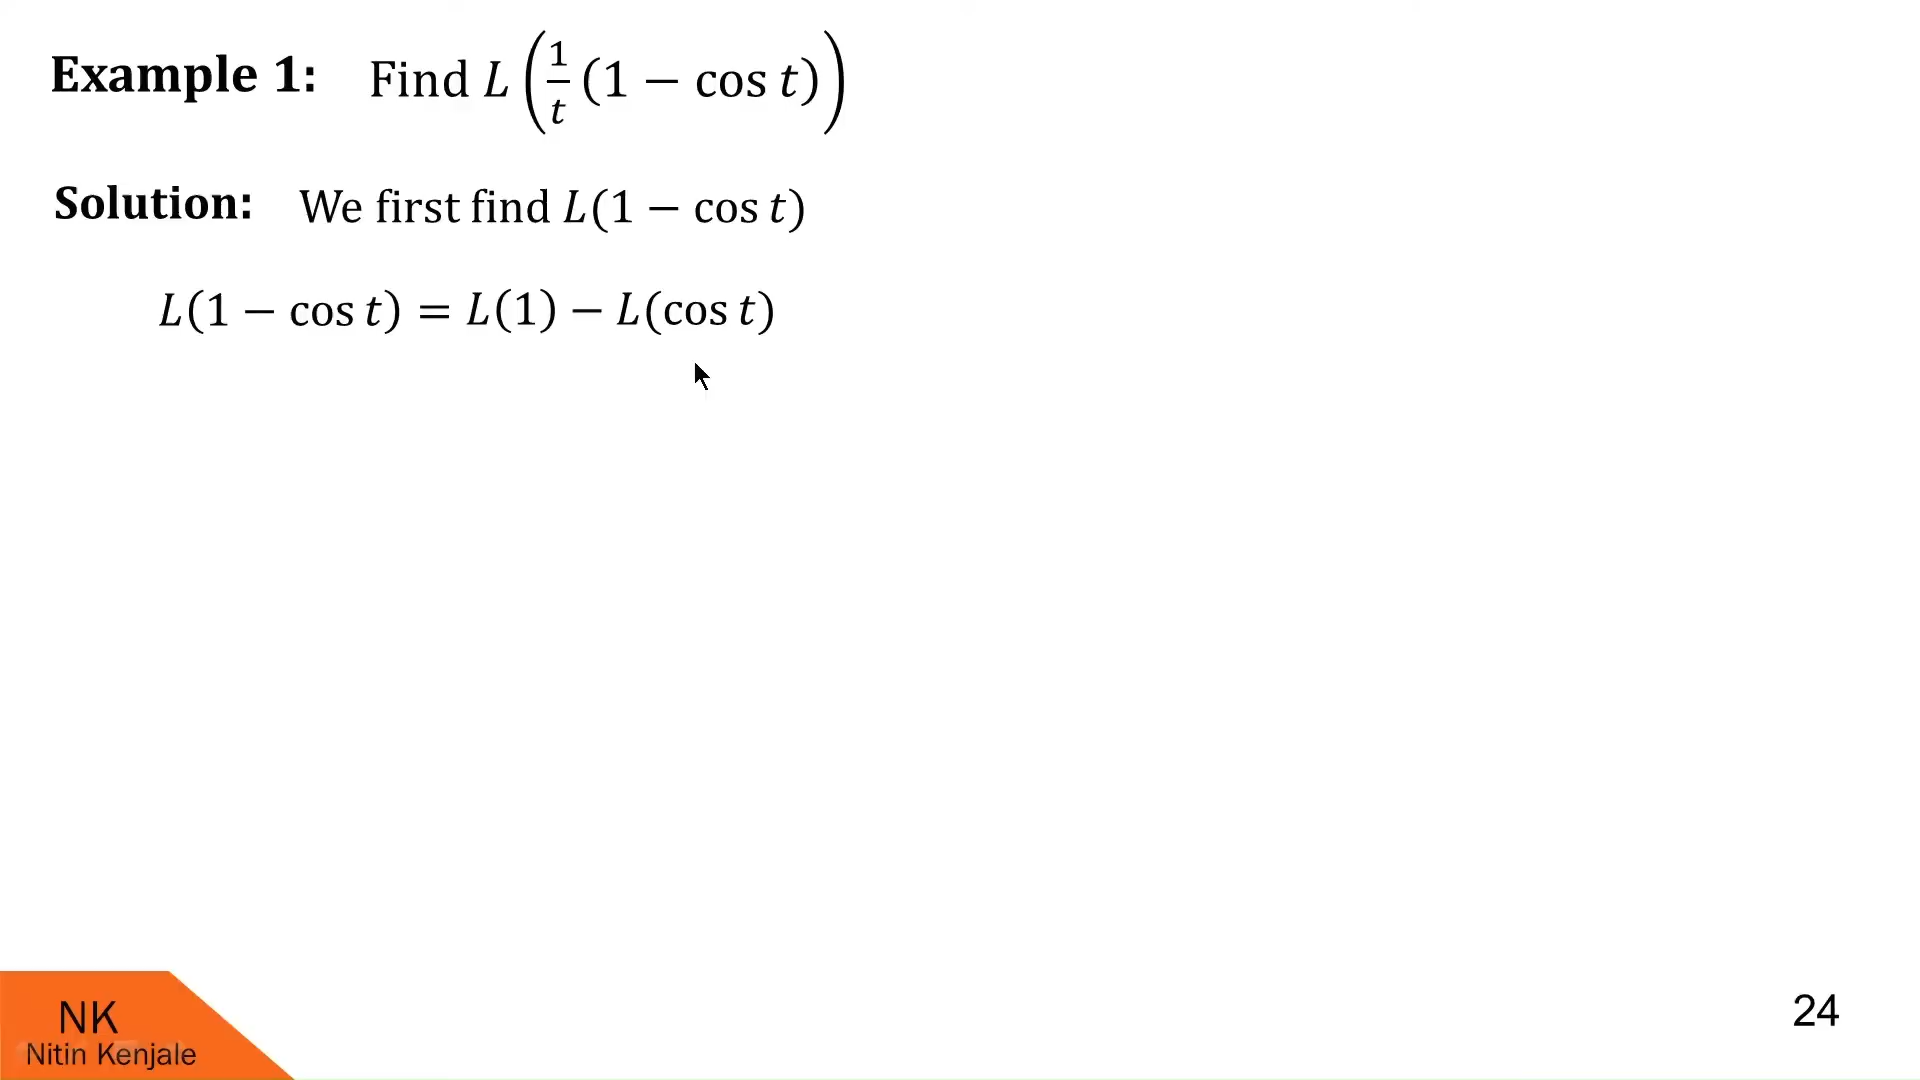 Example 1: Find L(1/t (1 − cos t))
Solution: We first find L(1 − cos t)
L(1 − cos t) = L(1) − L(cos t)
NK
Nitin Kenjale
24